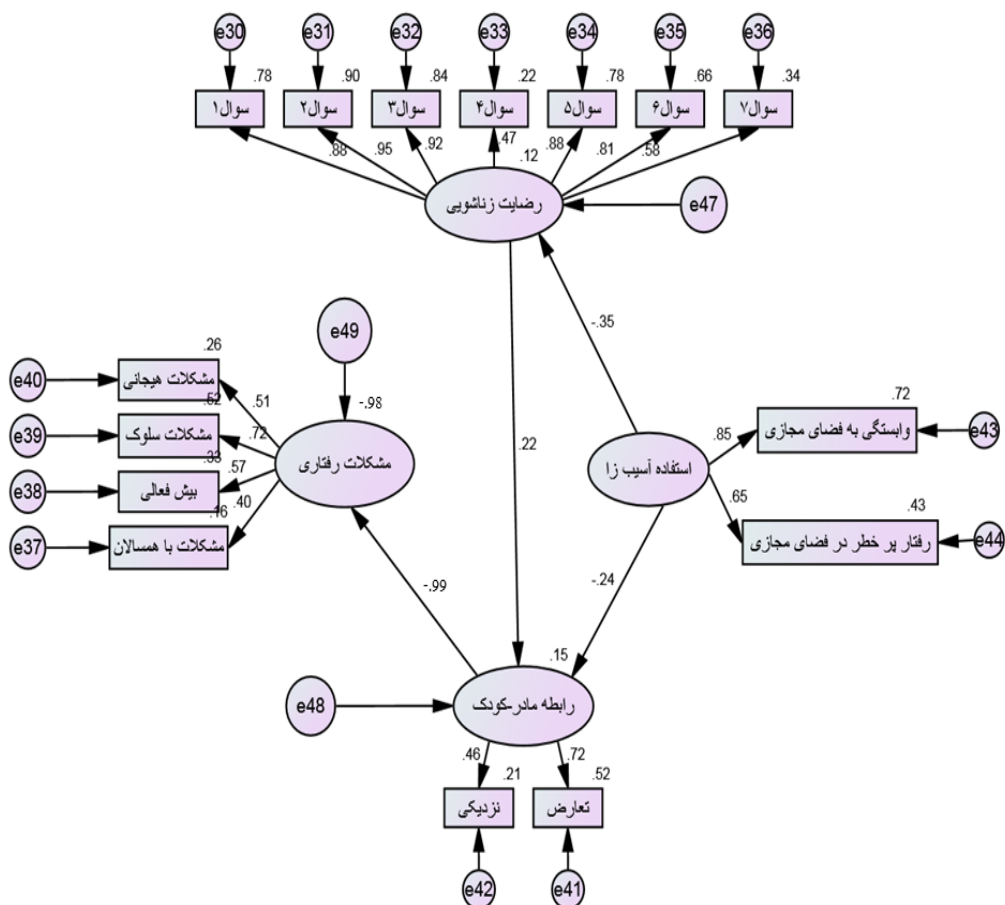 e30 e31 e32 e33 e34 e35 e36
.78 .90 .84 .22 .78 .66 .34
سوال۱ سوال۲ سوال۳ سوال۴ سوال۵ سوال۶ سوال۷
.88 .95 .92 .47 .12 .88 .81 .58
رضایت زناشویی
e47
-.35
e49
-.98
.26
e40
مشکلات هیجانی
.51
.52
e39
مشکلات سلوک
.72
.33
e38
بیش فعالی
.57
.16
e37
مشکلات با همسالان
.40
مشکلات رفتاری
.22
استفاده آسیب زا
.85
.72
وابستگی به فضای مجازی
e43
.65
.43
رفتار پر خطر در فضای مجازی
e44
-.99
-.24
.15
e48
رابطه مادر-کودک
.46 .72
.21 .52
نزدیکی تعارض
e42 e41